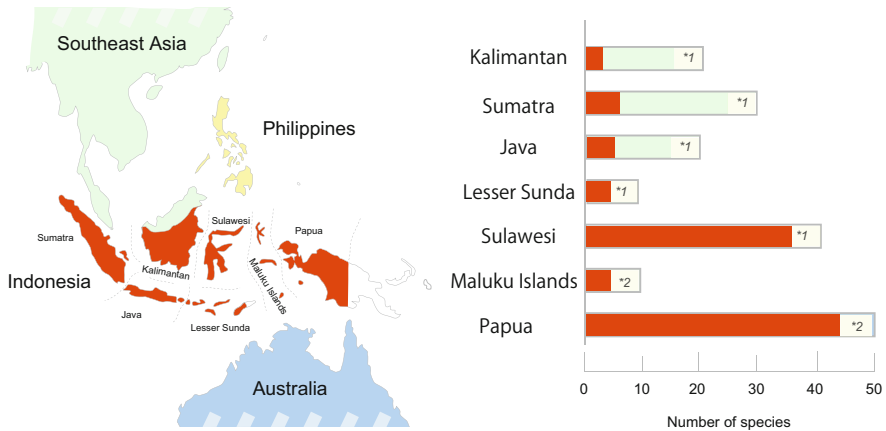 Southeast Asia
Philippines
Sulawesi
Papua
Sumatra
Indonesia
Kalimantan
Maluku Islands
Java
Lesser Sunda
Australia
Kalimantan *1
Sumatra *1
Java *1
Lesser Sunda *1
Sulawesi *1
Maluku Islands *2
Papua *2
0 10 20 30 40 50
Number of species